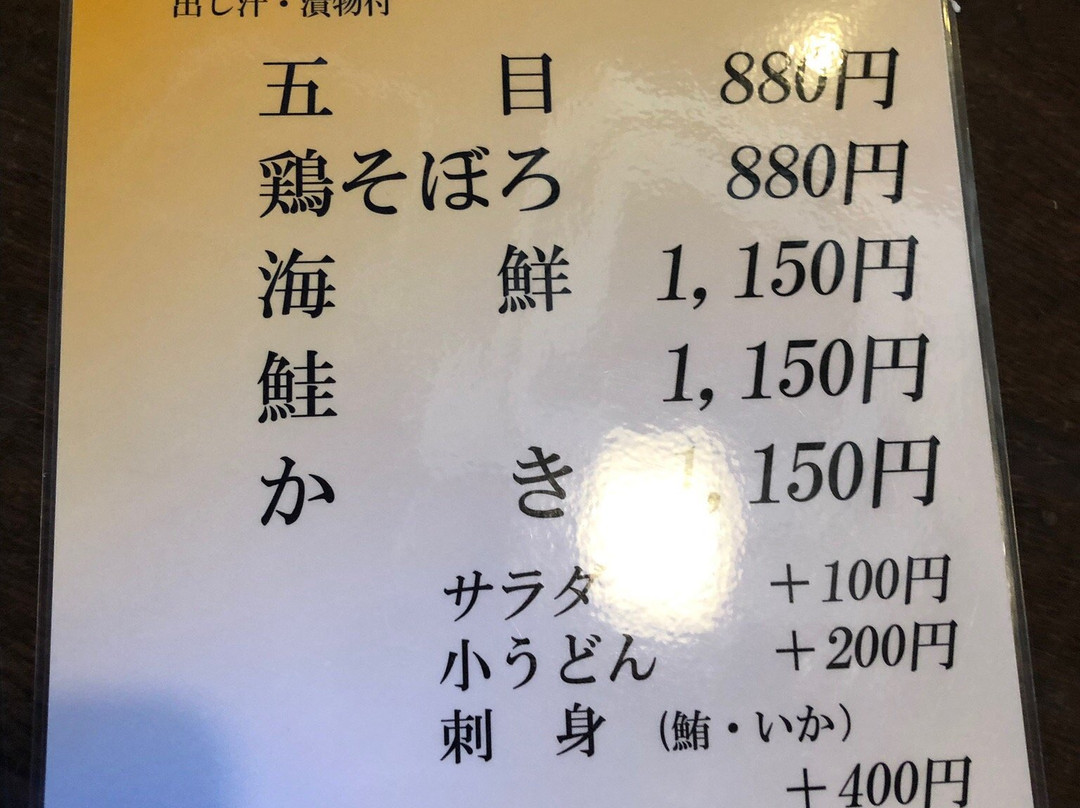 出し汁・漬物付
五目 880円
鶏そぼろ 880円
海鮮 1,150円
鮭 1,150円
かき 1,150円
サラダ +100円
小うどん +200円
刺身 (鮪・いか)
+400円